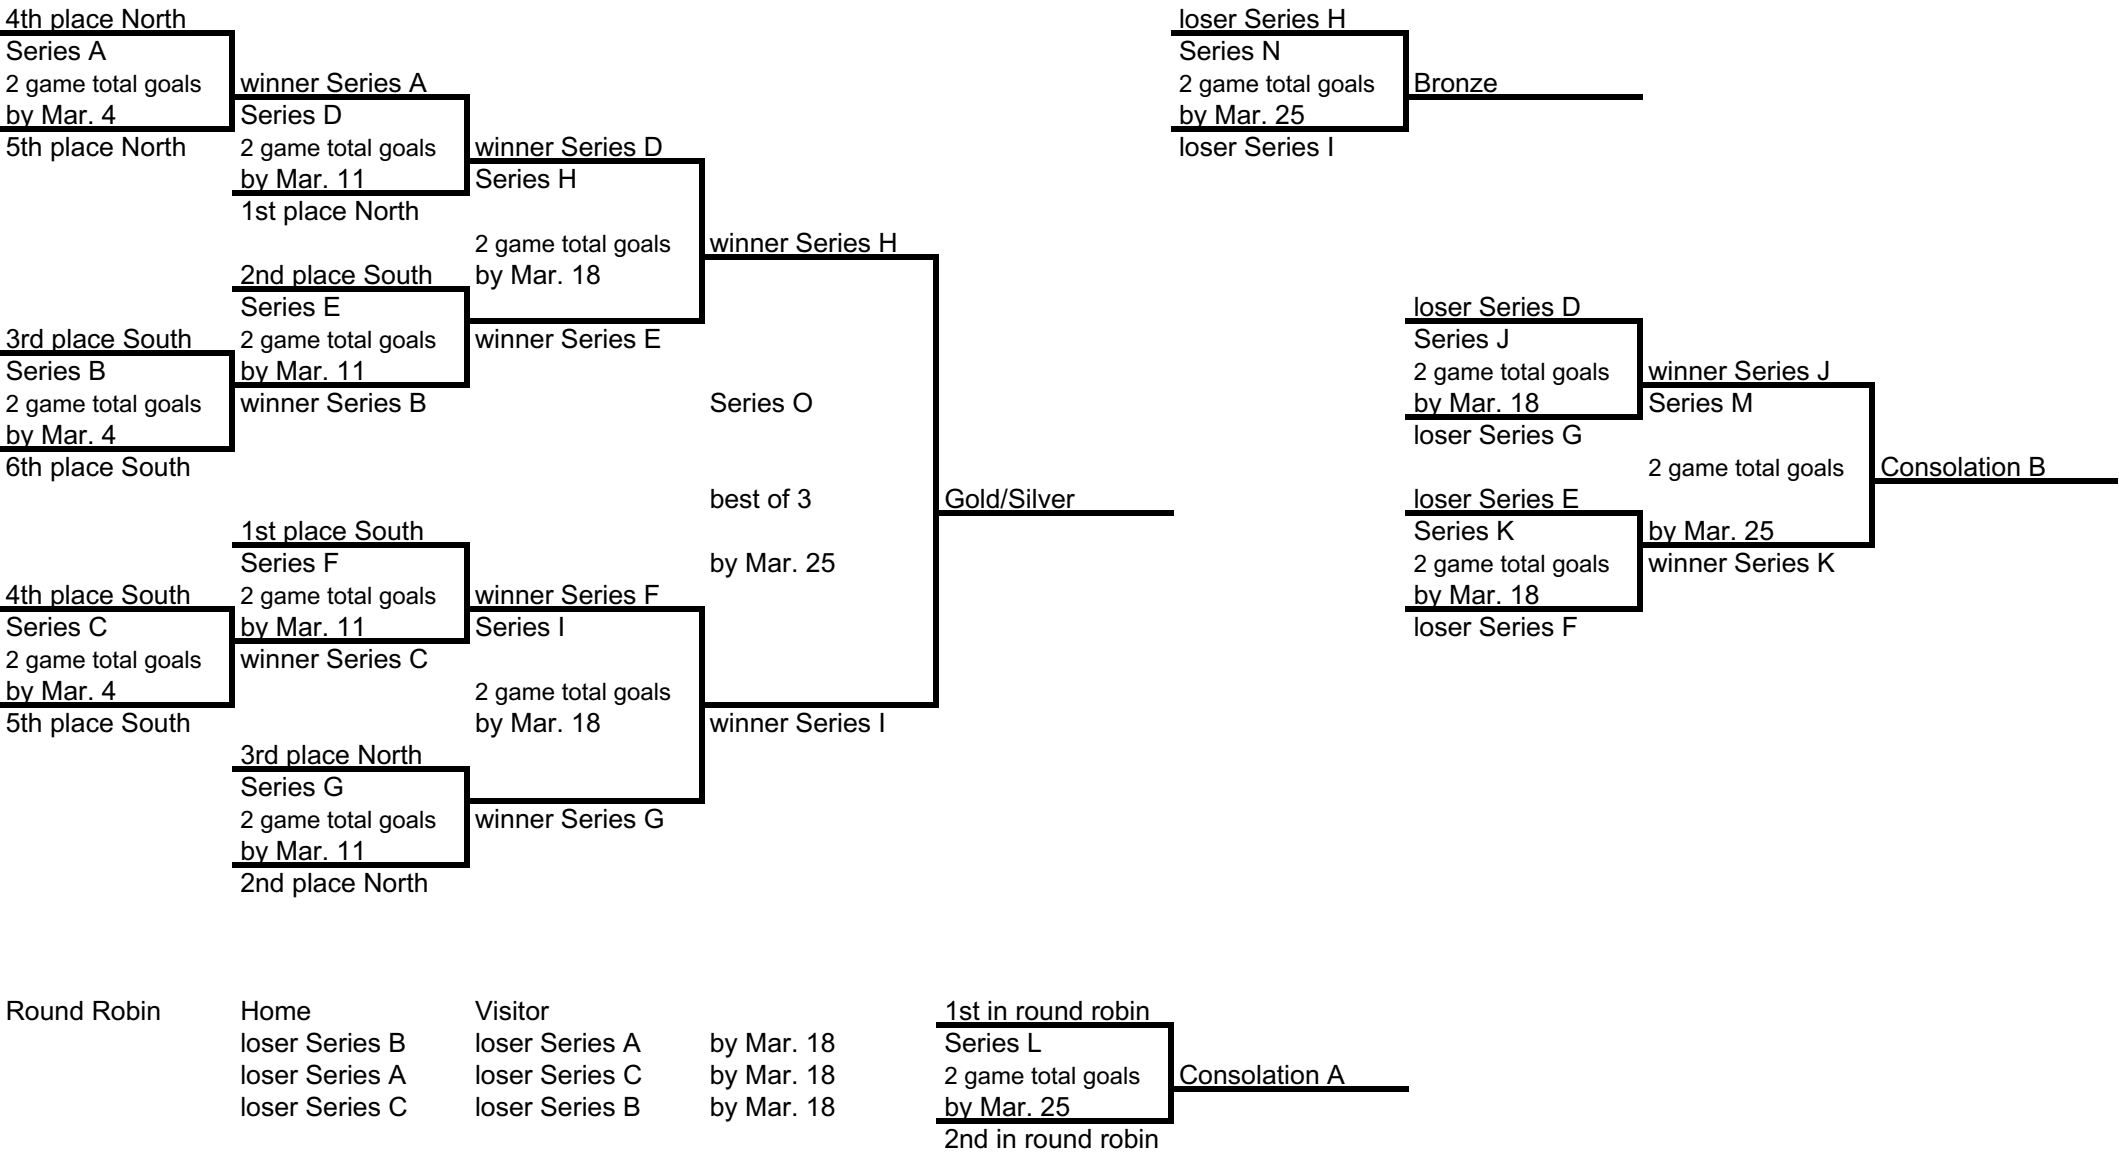 4th place North
Series A
2 game total goals
by Mar. 4
5th place North
winner Series A
Series D
2 game total goals
by Mar. 11
1st place North
winner Series D
Series H
2 game total goals
by Mar. 18
winner Series E
2nd place South
Series E
2 game total goals
by Mar. 11
winner Series B
3rd place South
Series B
2 game total goals
by Mar. 4
6th place South
winner Series H
Series O
best of 3
by Mar. 25
winner Series I
Gold/Silver
1st place South
Series F
2 game total goals
by Mar. 11
winner Series C
4th place South
Series C
2 game total goals
by Mar. 4
5th place South
winner Series F
Series I
2 game total goals
by Mar. 18
winner Series G
3rd place North
Series G
2 game total goals
by Mar. 11
2nd place North
loser Series H
Series N
2 game total goals
by Mar. 25
loser Series I
Bronze
loser Series D
Series J
2 game total goals
by Mar. 18
loser Series G
loser Series E
Series K
2 game total goals
by Mar. 18
loser Series F
winner Series J
Series M
2 game total goals
by Mar. 25
winner Series K
Consolation B
Round Robin Home Visitor
loser Series B loser Series A by Mar. 18
loser Series A loser Series C by Mar. 18
loser Series C loser Series B by Mar. 18
1st in round robin
Series L
2 game total goals
by Mar. 25
2nd in round robin
Consolation A